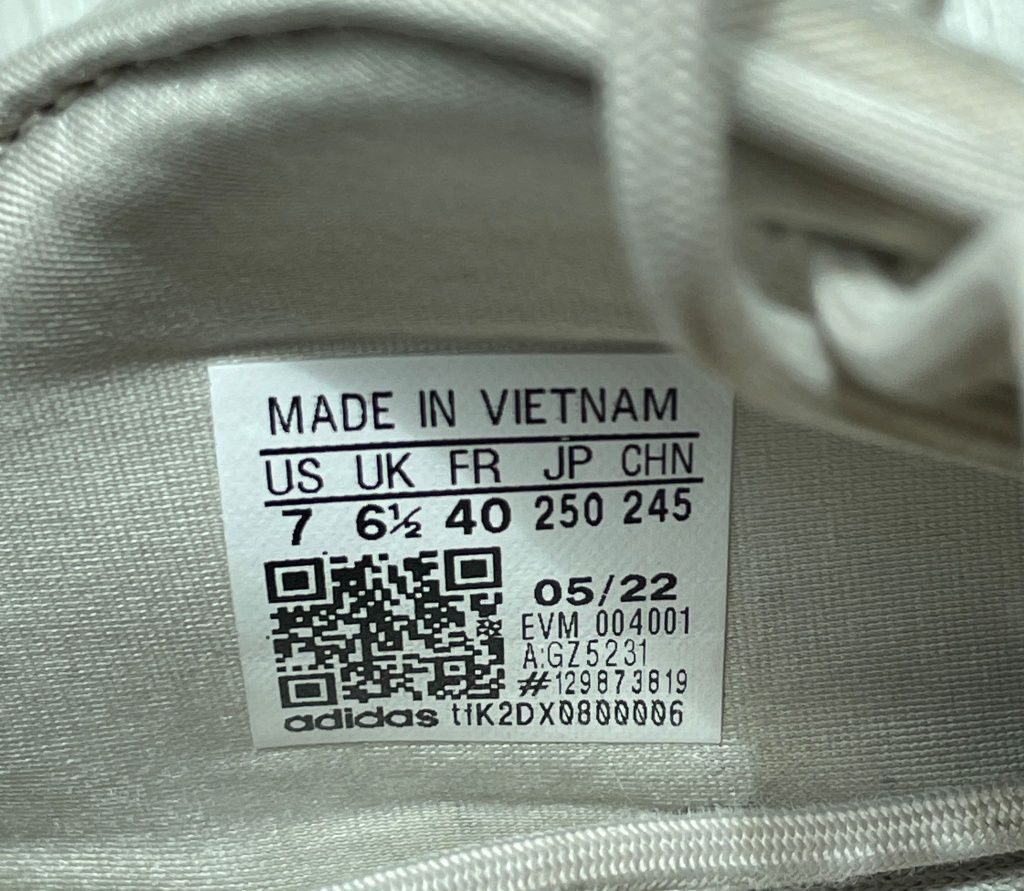 MADE IN VIETNAM
US UK FR JP CHN
7 6½ 40 250 245
05/22
EVM 004001
A:GZ5231
#129873819
adidas tfK2DX0800006